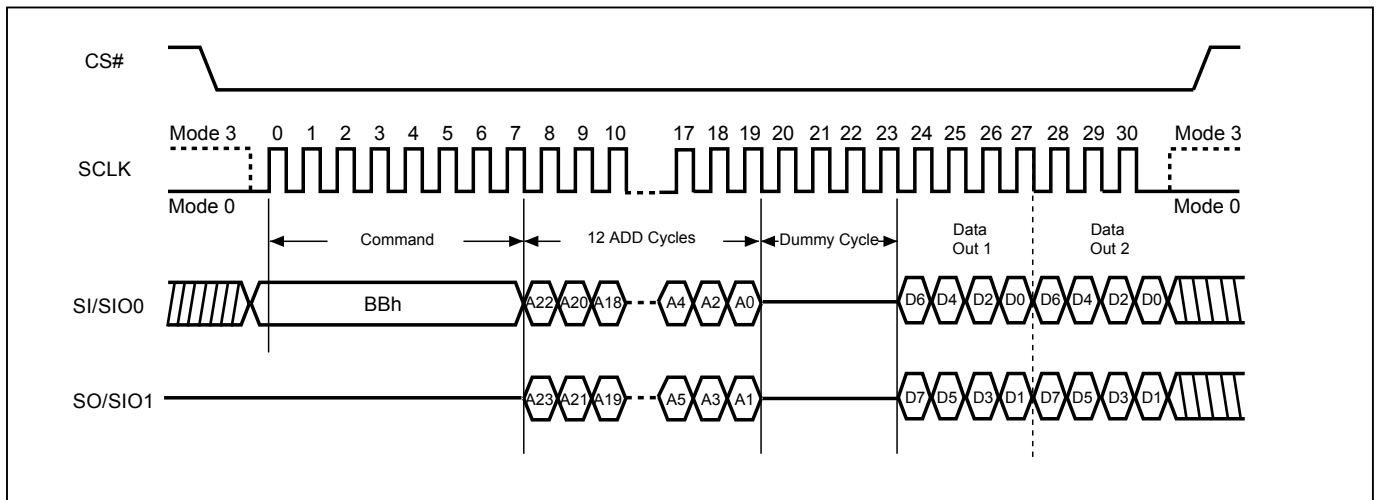 CS#
Mode 3 0 1 2 3 4 5 6 7 8 9 10 17 18 19 20 21 22 23 24 25 26 27 28 29 30 Mode 3
SCLK
Mode 0 Mode 0
Command 12 ADD Cycles Dummy Cycle Data Out 1 Data Out 2
SI/SIO0 BBh A22 A20 A18 A4 A2 A0 D6 D4 D2 D0 D6 D4 D2 D0
SO/SIO1 A23 A21 A19 A5 A3 A1 D7 D5 D3 D1 D7 D5 D3 D1